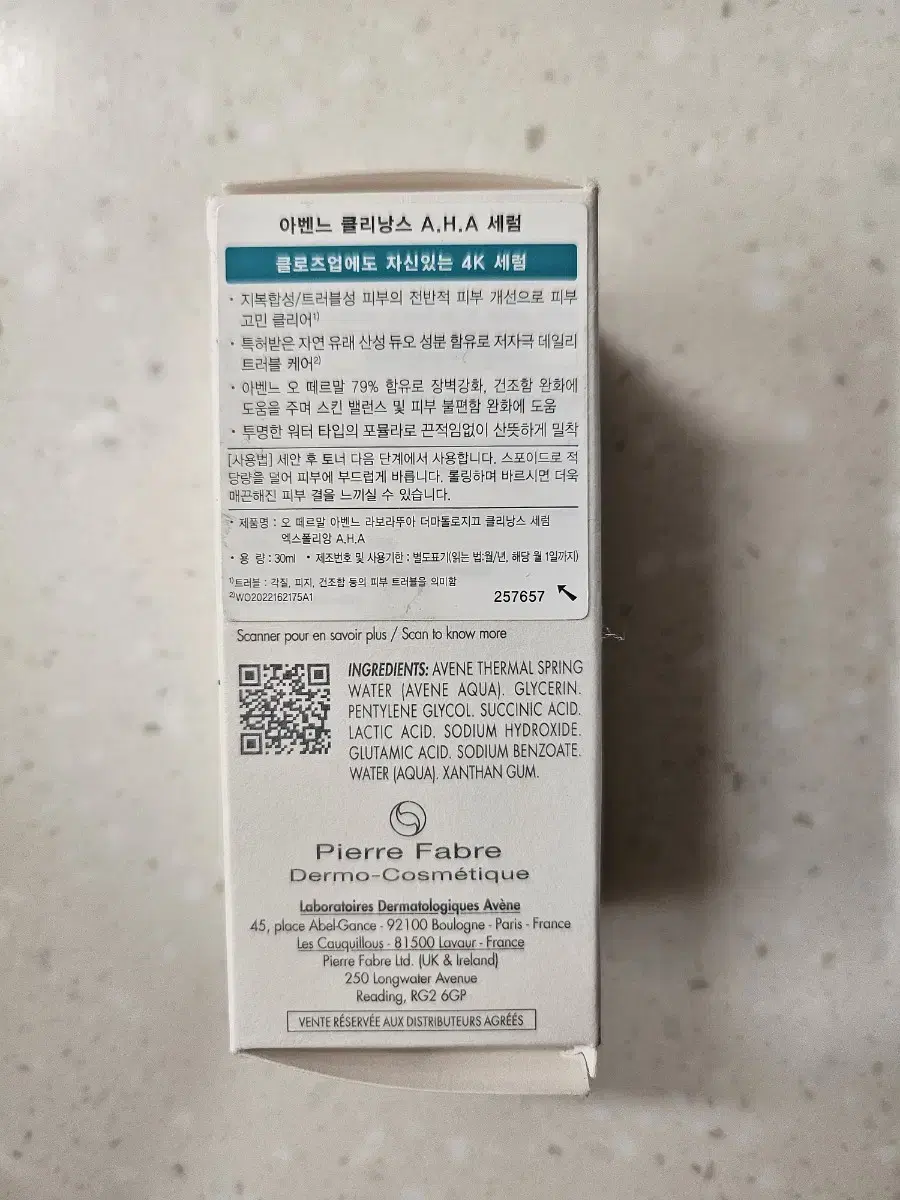 아벤느 클리낭스 A.H.A 세럼
클로즈업에도 자신있는 4K 세럼
· 지복합성/트러블성 피부의 전반적 피부 개선으로 피부
고민 클리어1)
· 특허받은 자연 유래 산성 듀오 성분 함유로 저자극 데일리
트러블 케어2)
· 아벤느 오 떼르말 79% 함유로 장벽강화, 건조함 완화에
도움을 주며 스킨 밸런스 및 피부 불편함 완화에 도움
· 투명한 워터 타입의 포뮬라로 끈적임없이 산뜻하게 밀착
[사용법] 세안 후 토너 다음 단계에서 사용합니다. 스포이드로 적
당량을 덜어 피부에 부드럽게 바릅니다. 롤링하며 바르시면 더욱
매끈해진 피부 결을 느끼실 수 있습니다.
· 제품명 : 오 떼르말 아벤느 라보라뚜아 더마톨로지끄 클리낭스 세럼
엑스폴리앙 A.H.A
· 용 량 : 30ml · 제조번호 및 사용기한 : 별도표기(읽는 법:월/년, 해당 월 1일까지)
1)트러블 : 각질, 피지, 건조함 등의 피부 트러블을 의미함
2)WO2022162175A1 257657
Scanner pour en savoir plus / Scan to know more
INGREDIENTS: AVENE THERMAL SPRING
WATER (AVENE AQUA). GLYCERIN.
PENTYLENE GLYCOL. SUCCINIC ACID.
LACTIC ACID. SODIUM HYDROXIDE.
GLUTAMIC ACID. SODIUM BENZOATE.
WATER (AQUA). XANTHAN GUM.
Pierre Fabre
Dermo-Cosmétique
Laboratoires Dermatologiques Avène
45, place Abel-Gance - 92100 Boulogne - Paris - France
Les Cauquillous - 81500 Lavaur - France
Pierre Fabre Ltd. (UK & Ireland)
250 Longwater Avenue
Reading, RG2 6GP
VENTE RÉSERVÉE AUX DISTRIBUTEURS AGRÉÉS